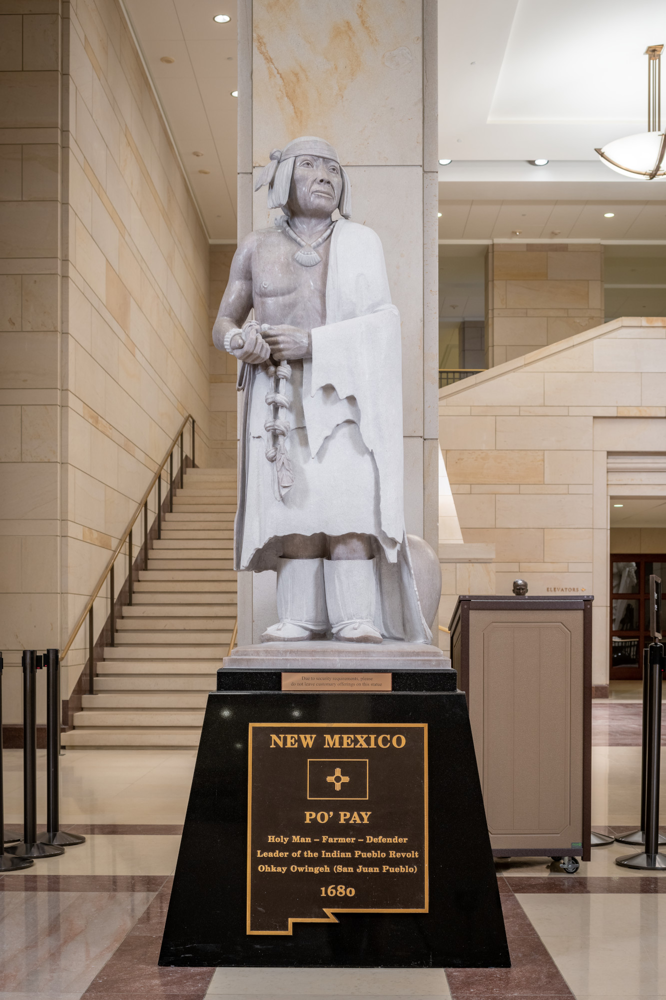 ELEVATORS
Due to security requirements, please
do not leave customary offerings on this statue
NEW MEXICO
PO’ PAY
Holy Man – Farmer – Defender
Leader of the Indian Pueblo Revolt
Ohkay Owingeh (San Juan Pueblo)
1680